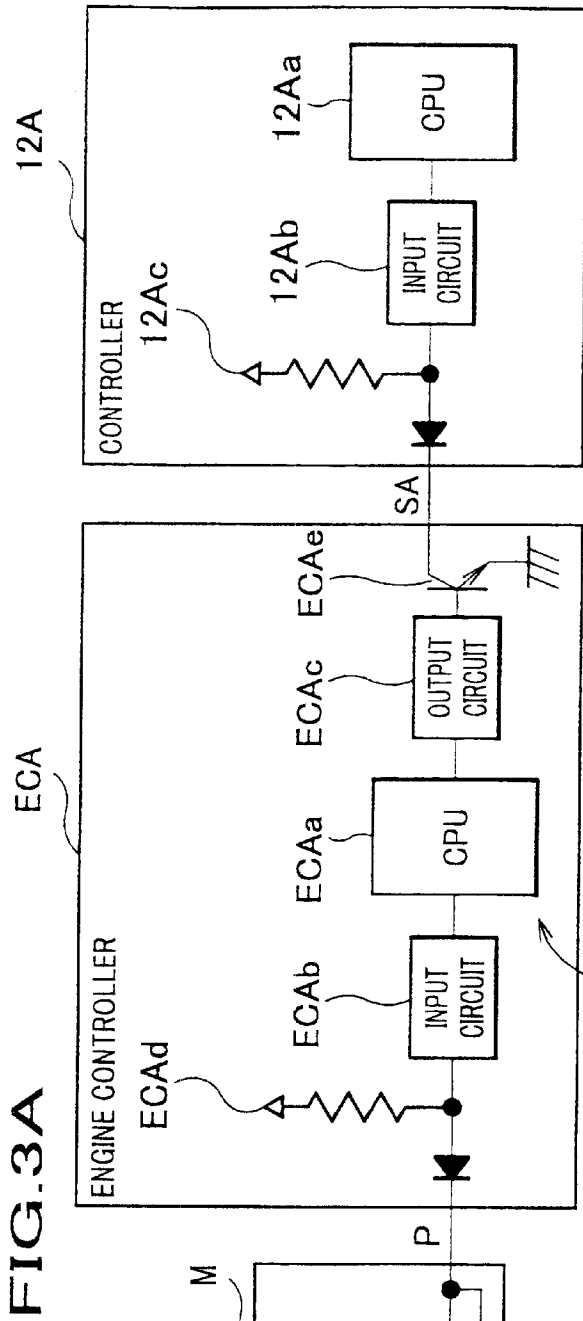 FIG.3A
M
P
ENGINE CONTROLLER
ECA
ECAd
ECAb
INPUT
CIRCUIT
ECAa
CPU
ECAc
OUTPUT
CIRCUIT
ECAe
SA
CONTROLLER
12A
12Ac
12Ab
INPUT
CIRCUIT
12Aa
CPU